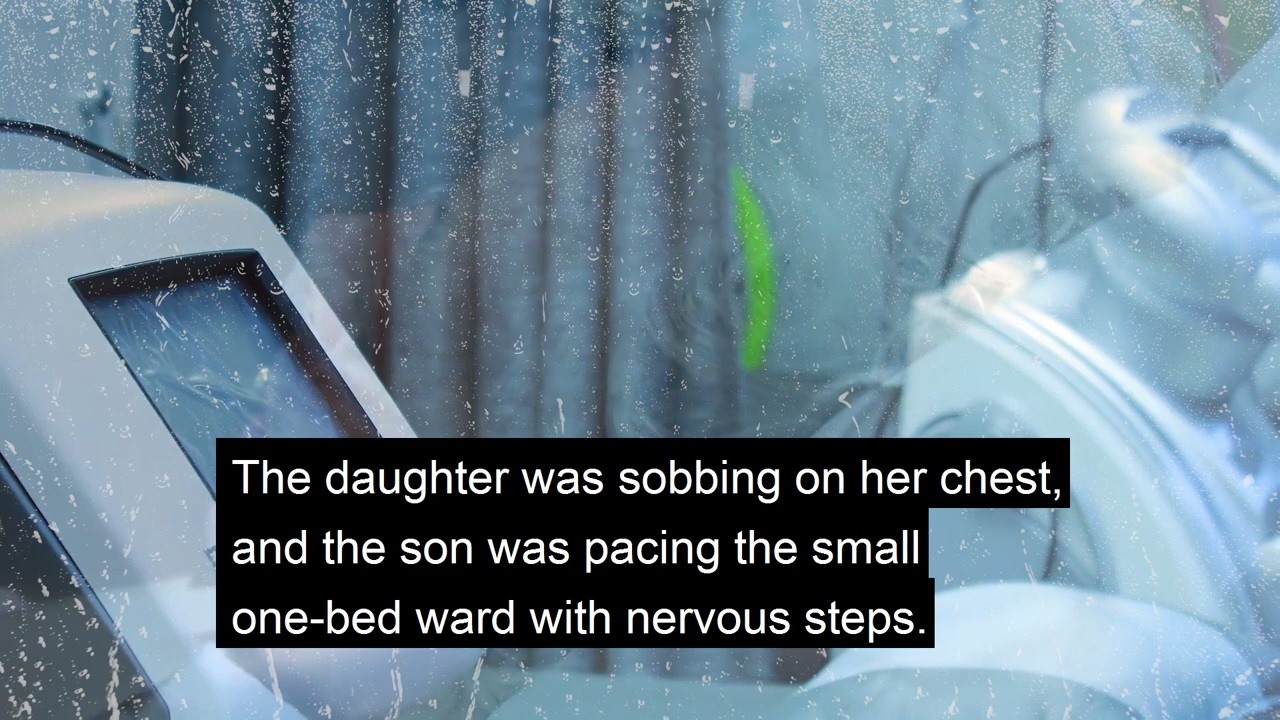 The daughter was sobbing on her chest,
and the son was pacing the small
one-bed ward with nervous steps.